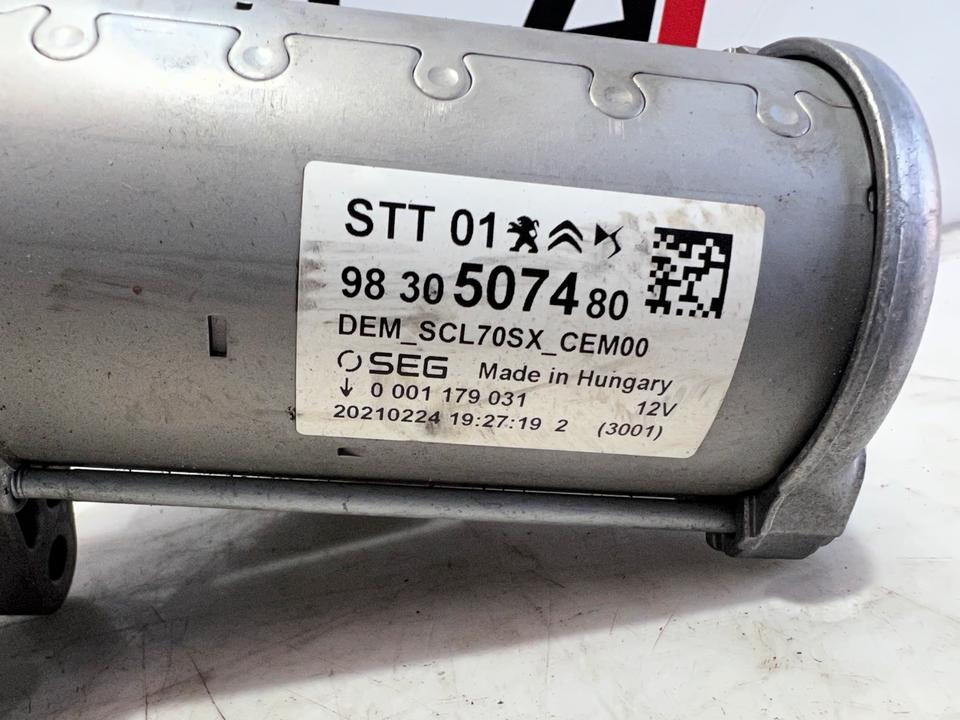 STT 01
98 30 5074 80
DEM_SCL70SX_CEM00
SEG Made in Hungary
0 001 179 031 12V
20210224 19:27:19 2 (3001)